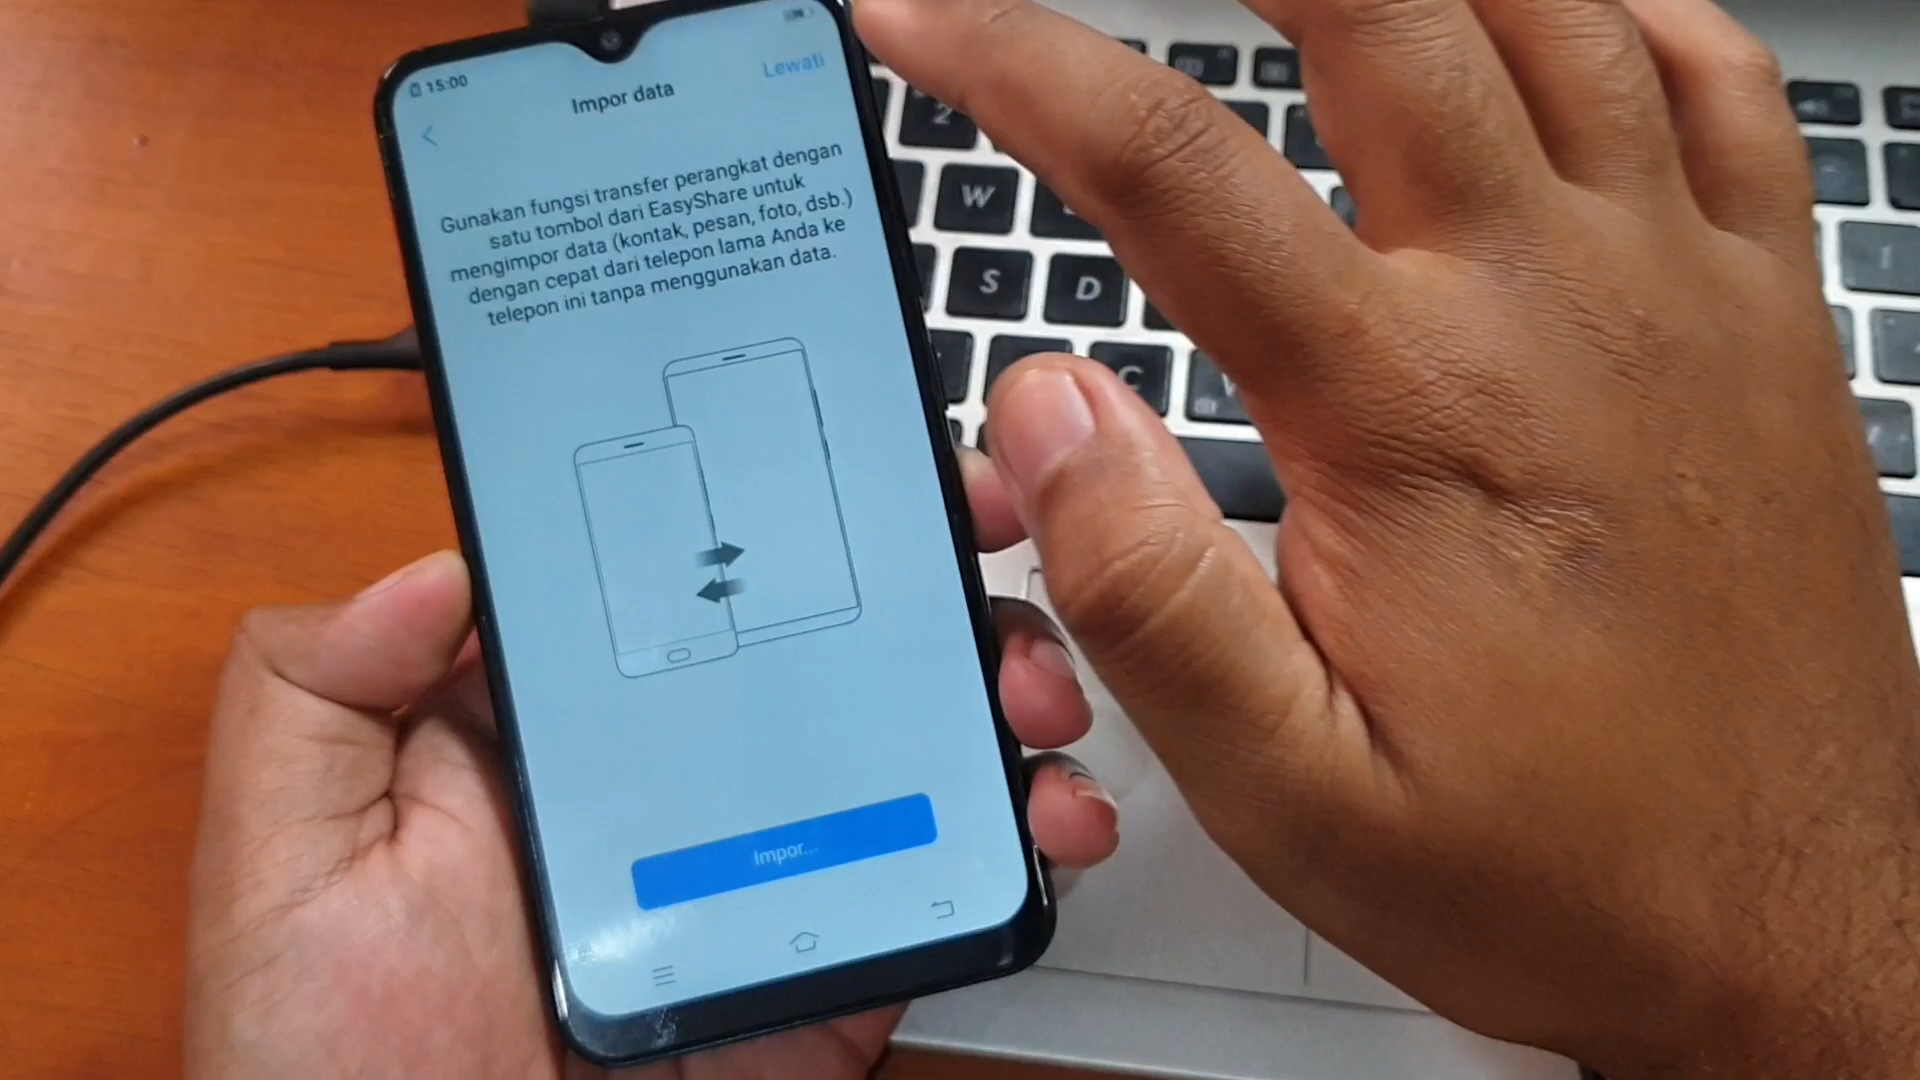 15:00
Lewati
Impor data
Gunakan fungsi transfer perangkat dengan
satu tombol dari EasyShare untuk
mengimpor data (kontak, pesan, foto, dsb.)
dengan cepat dari telepon lama Anda ke
telepon ini tanpa menggunakan data.
Impor...
2
W
S
D
C